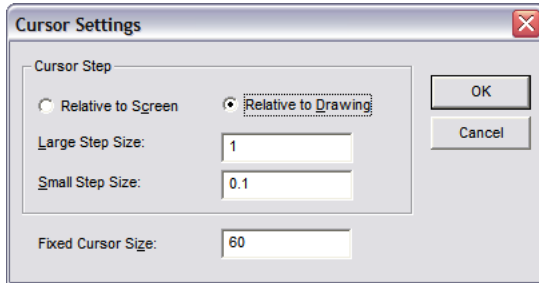 Cursor Settings
Cursor Step
Relative to Screen
Relative to Drawing
OK
Large Step Size:
1
Cancel
Small Step Size:
0.1
Fixed Cursor Size:
60